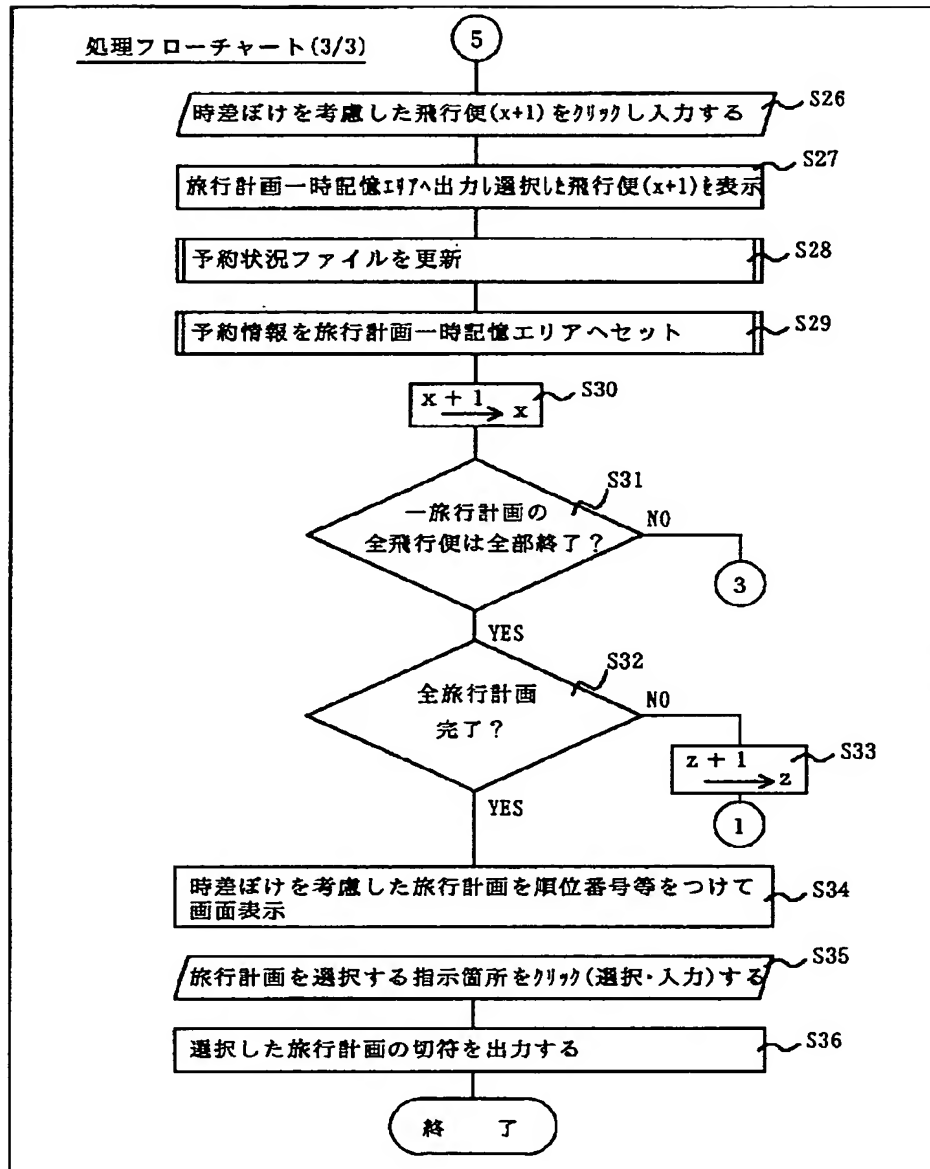 処理フローチャート(3/3)
5
時差ぼけを考慮した飛行便(x+1)をクリックし入力する
S26
S27
旅行計画一時記憶エリアへ出力し選択した飛行便(x+1)を表示
予約状況ファイルを更新
S28
予約情報を旅行計画一時記憶エリアへセット
S29
x + 1 → x
S30
S31
一旅行計画の
全飛行便は全部終了?
NO
3
YES
S32
全旅行計画
完了?
NO
z + 1 → z
S33
1
YES
時差ぼけを考慮した旅行計画を順位番号等をつけて
画面表示
S34
旅行計画を選択する指示箇所をクリック(選択・入力)する
S35
選択した旅行計画の切符を出力する
S36
終 了